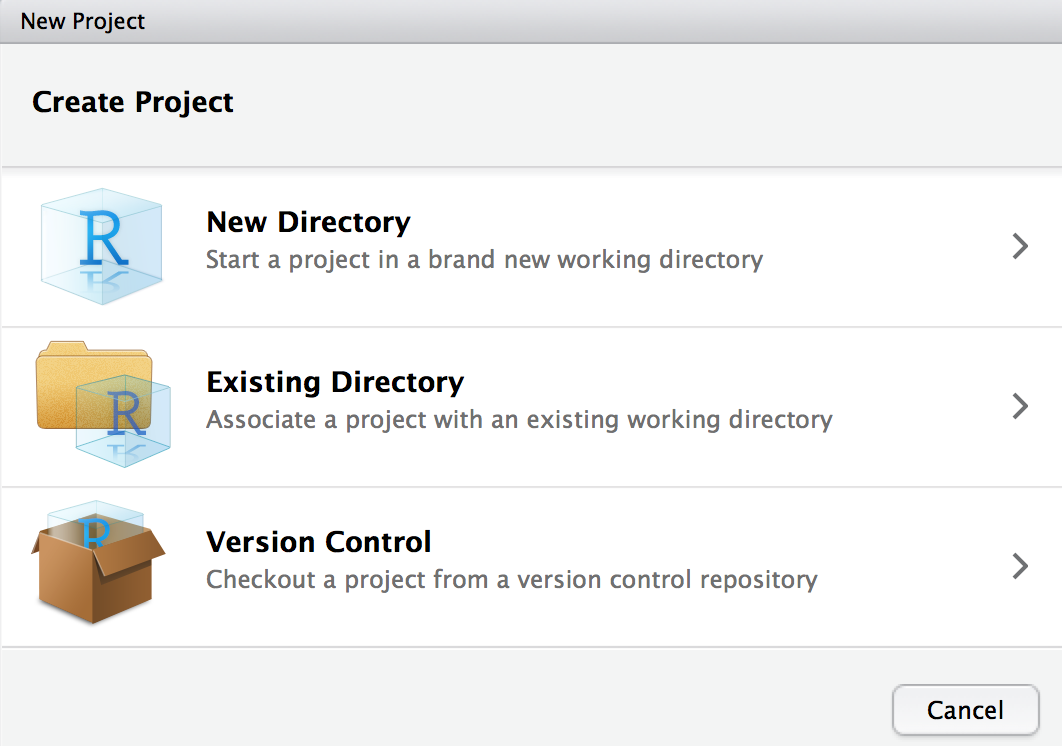 New Project
Create Project
R
New Directory
Start a project in a brand new working directory
R
Existing Directory
Associate a project with an existing working directory
R
Version Control
Checkout a project from a version control repository
Cancel